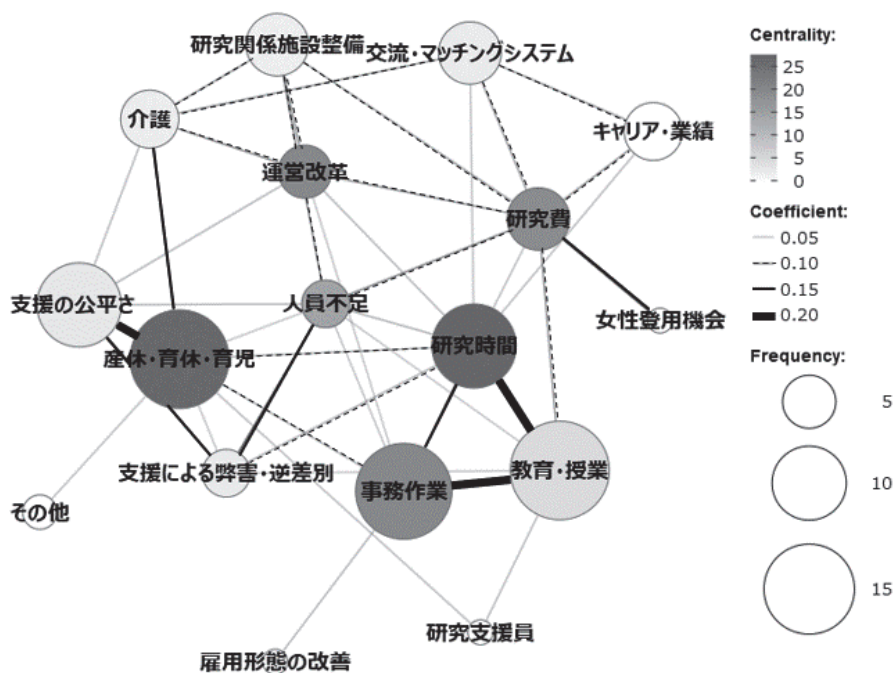 研究関係施設整備
交流・マッチングシステム
介護
キャリア・業績
運営改革
研究費
支援の公平さ
人員不足
女性登用機会
産休・育休・育児
研究時間
支援による弊害・逆差別
教育・授業
事務作業
その他
研究支援員
雇用形態の改善
Centrality:
25
20
15
10
5
0
Coefficient:
0.05
0.10
0.15
0.20
Frequency:
5
10
15